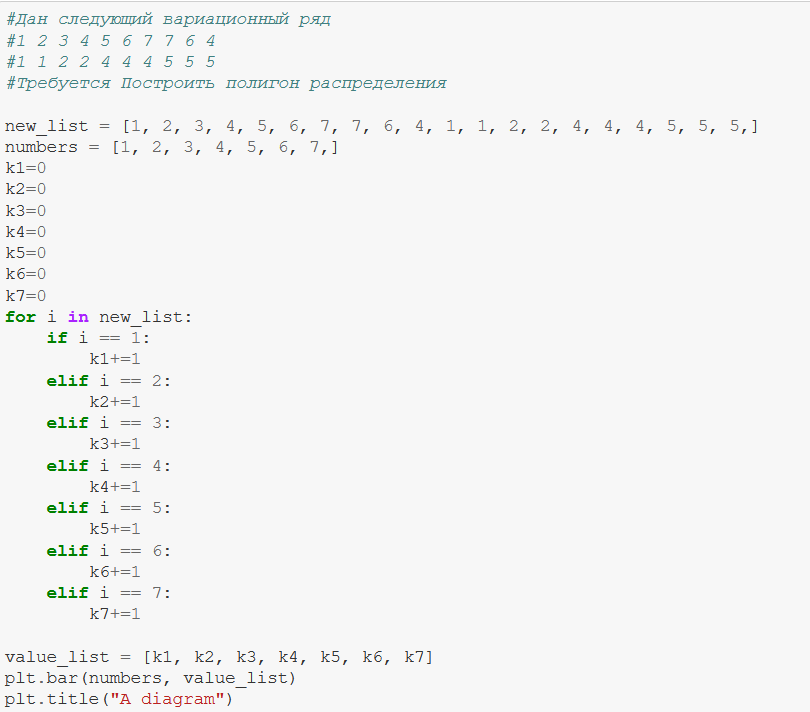 #Дан следующий вариационный ряд
#1 2 3 4 5 6 7 7 6 4
#1 1 2 2 4 4 4 5 5 5
#Требуется Построить полигон распределения

new_list = [1, 2, 3, 4, 5, 6, 7, 7, 6, 4, 1, 1, 2, 2, 4, 4, 4, 5, 5, 5,]
numbers = [1, 2, 3, 4, 5, 6, 7,]
k1=0
k2=0
k3=0
k4=0
k5=0
k6=0
k7=0
for i in new_list:
    if i == 1:
        k1+=1
    elif i == 2:
        k2+=1
    elif i == 3:
        k3+=1
    elif i == 4:
        k4+=1
    elif i == 5:
        k5+=1
    elif i == 6:
        k6+=1
    elif i == 7:
        k7+=1

value_list = [k1, k2, k3, k4, k5, k6, k7]
plt.bar(numbers, value_list)
plt.title("A diagram")